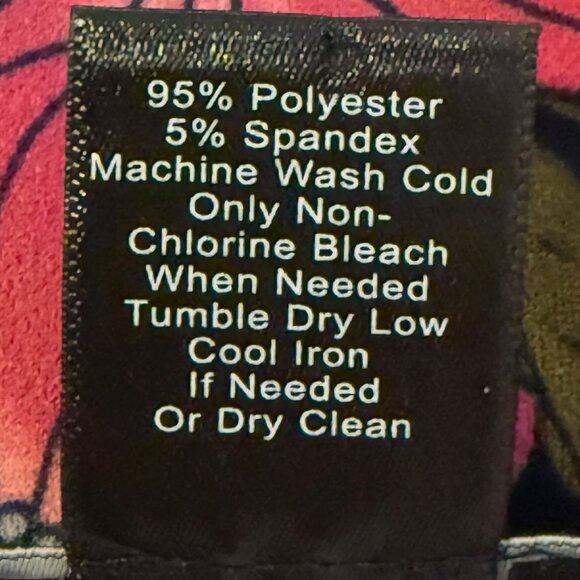 95% Polyester
5% Spandex
Machine Wash Cold
Only Non-
Chlorine Bleach
When Needed
Tumble Dry Low
Cool Iron
If Needed
Or Dry Clean